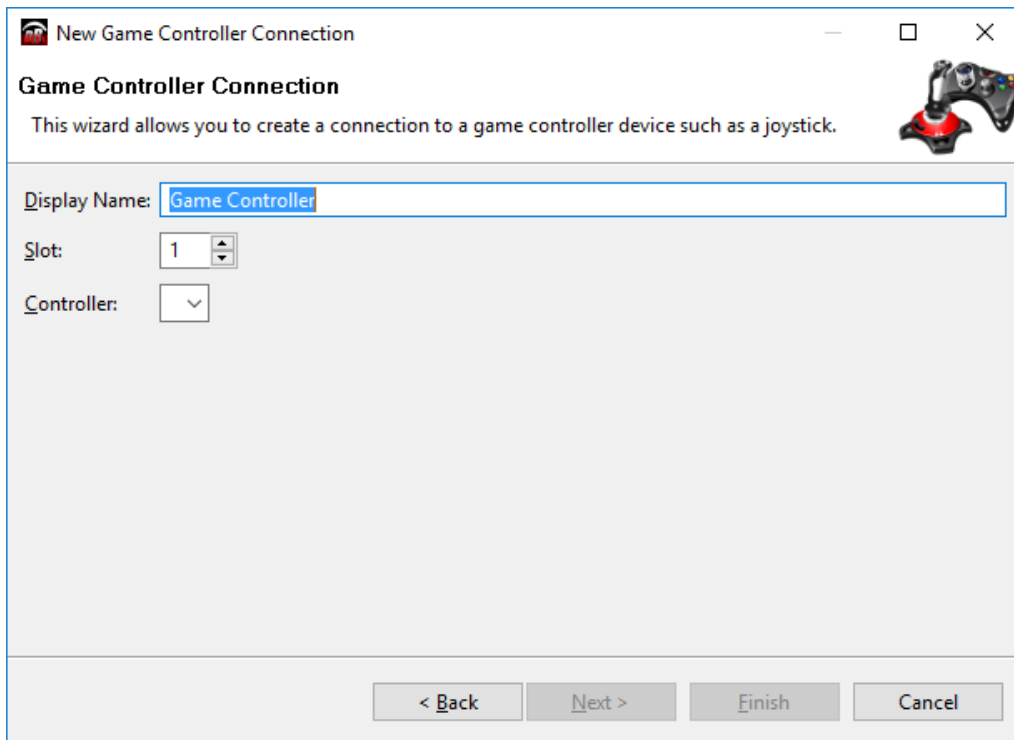 New Game Controller Connection
Game Controller Connection
This wizard allows you to create a connection to a game controller device such as a joystick.
Display Name: Game Controller
Slot: 1
Controller:
< Back Next > Finish Cancel